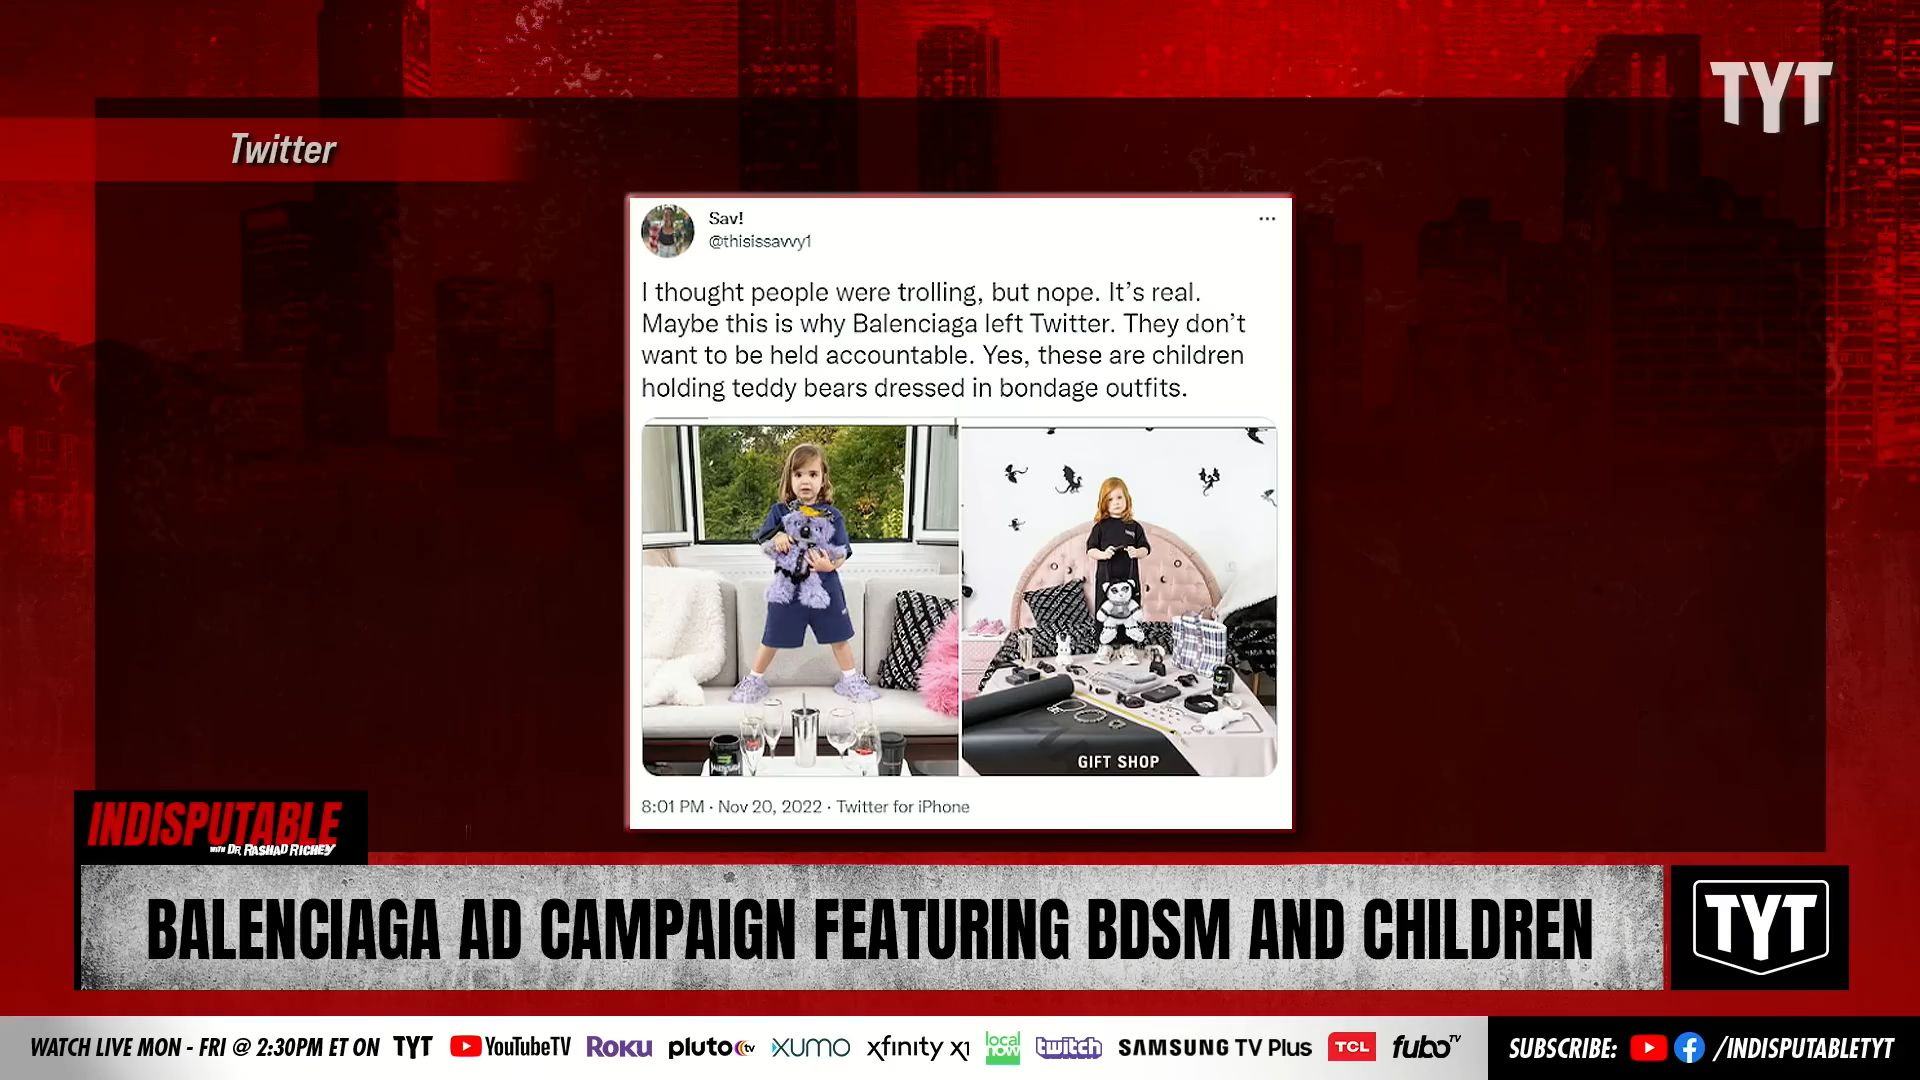 TYT
Twitter
Sav!
@thisissavvy1
I thought people were trolling, but nope. It's real.
Maybe this is why Balenciaga left Twitter. They don't
want to be held accountable. Yes, these are children
holding teddy bears dressed in bondage outfits.
GIFT SHOP
8:01 PM · Nov 20, 2022 · Twitter for iPhone
INDISPUTABLE
WITH DR RASHAD RICHEY
BALENCIAGA AD CAMPAIGN FEATURING BDSM AND CHILDREN
TYT
WATCH LIVE MON - FRI @ 2:30PM ET ON TYT YouTubeTV ROKU pluto tv XUMO xfinity x1 local now twitch SAMSUNG TV Plus TCL fubo TV
SUBSCRIBE: /INDISPUTABLETYT